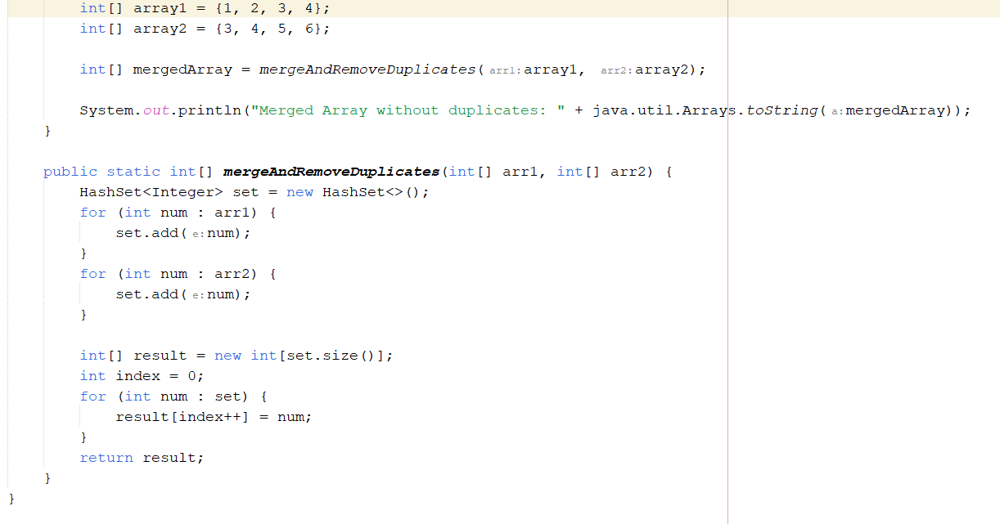 int[] array1 = {1, 2, 3, 4};
int[] array2 = {3, 4, 5, 6};
int[] mergedArray = mergeAndRemoveDuplicates( arr1: array1, arr2: array2);
System.out.println("Merged Array without duplicates: " + java.util.Arrays.toString( a: mergedArray));
}
public static int[] mergeAndRemoveDuplicates(int[] arr1, int[] arr2) {
HashSet<Integer> set = new HashSet<>();
for (int num : arr1) {
set.add( e: num);
}
for (int num : arr2) {
set.add( e: num);
}
int[] result = new int[set.size()];
int index = 0;
for (int num : set) {
result[index++] = num;
}
return result;
}
}